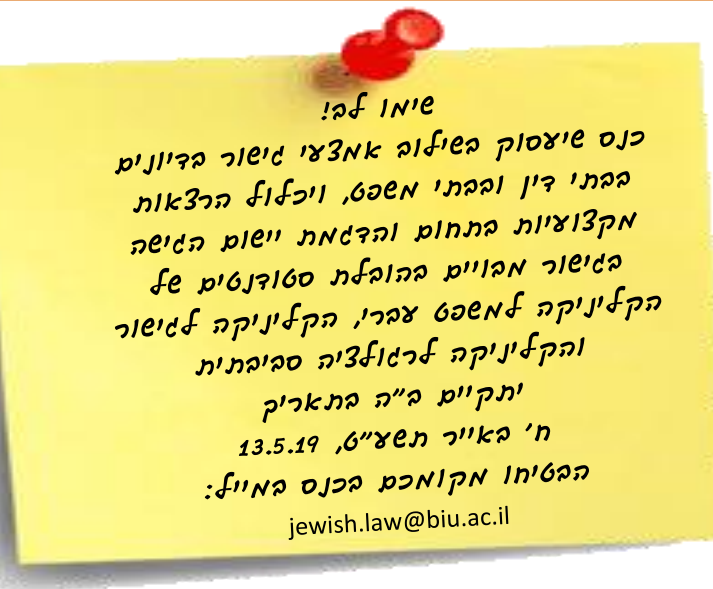 שימו לב!
כנס שיעסוק בשילוב אמצעי גישור בדיונים
בבתי דין ובבתי משפט, ויכלול הרצאות
מקצועיות בתחום והדגמת יישום הגישה
בגישור מבויים בהובלת סטודנטים של
הקליניקה למשפט עברי, הקליניקה לגישור
והקליניקה לרגולציה סביבתית
יתקיים ב"ה בתאריך
ח' באייר תשע"ט, 13.5.19
הבטיחו מקומכם בכנס במייל:
jewish.law@biu.ac.il